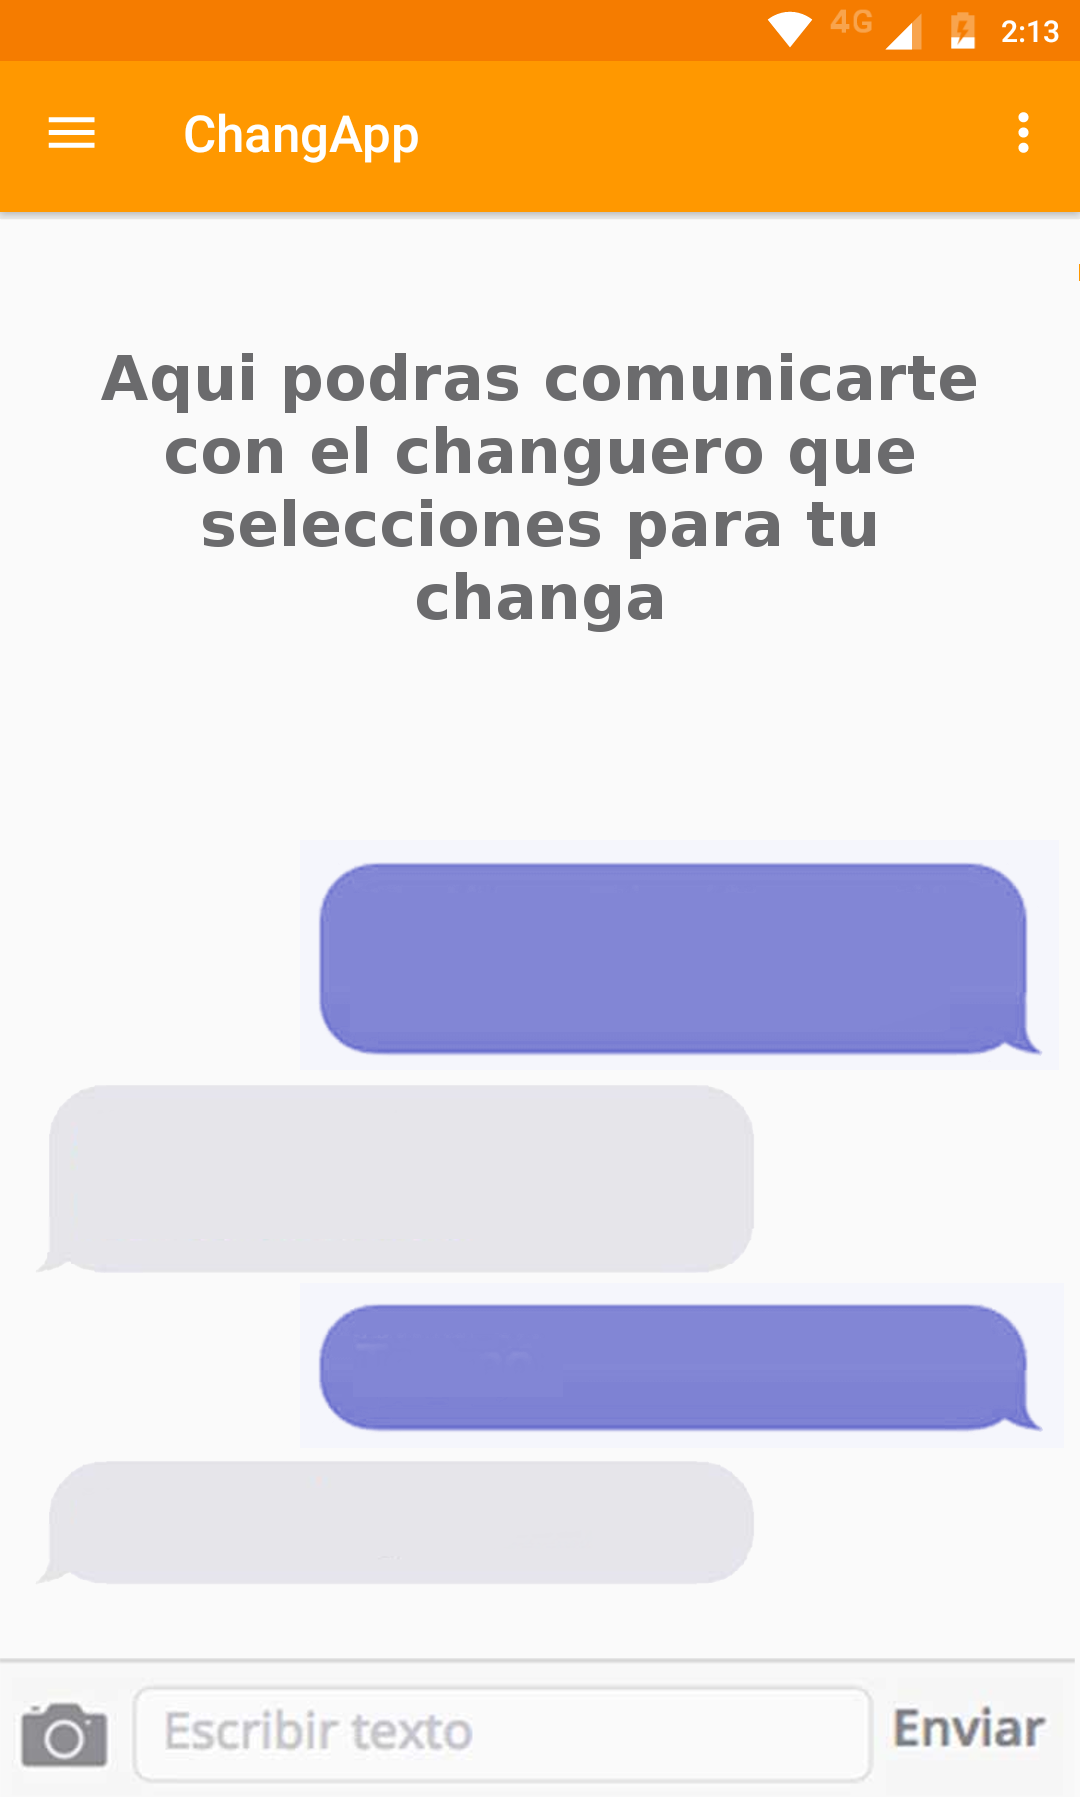 4G 2:13
ChangApp
Aqui podras comunicarte
con el changuero que
selecciones para tu
changa
Escribir texto Enviar